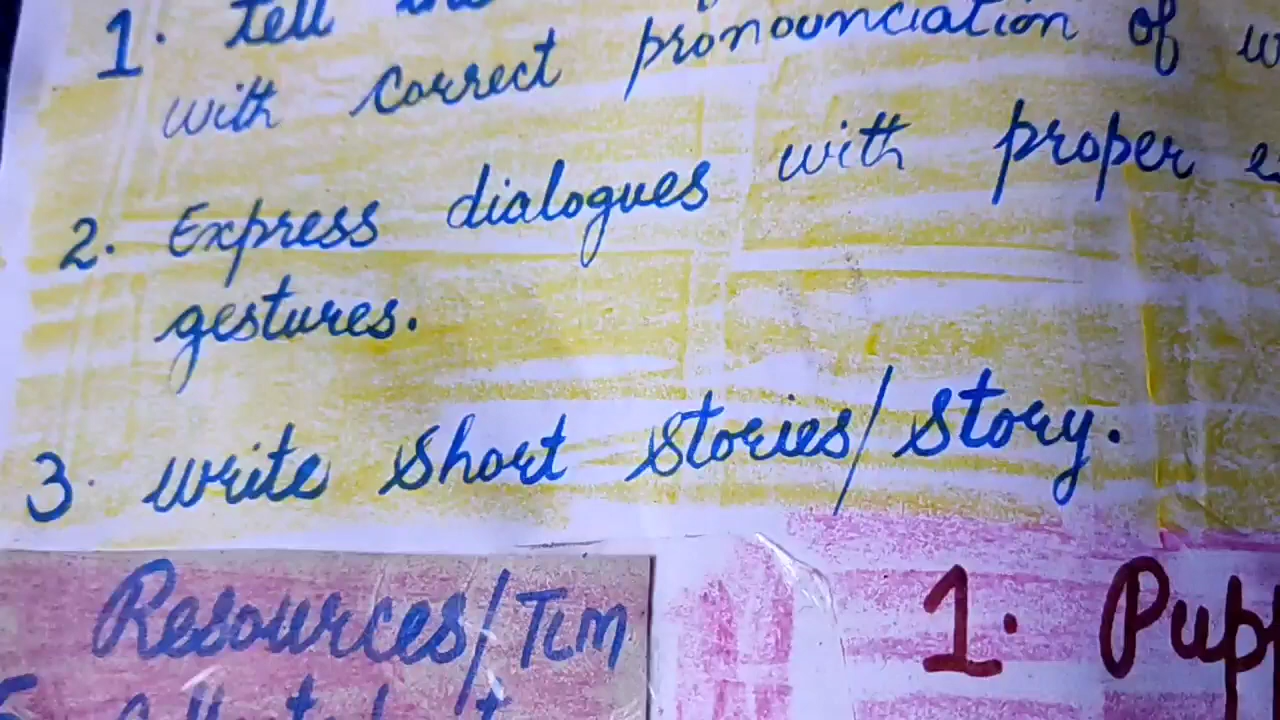 1. tell
with correct pronounciation of
2. Express dialogues with proper
gestures.
3. write short stories/story.
Resources/TLM
1.